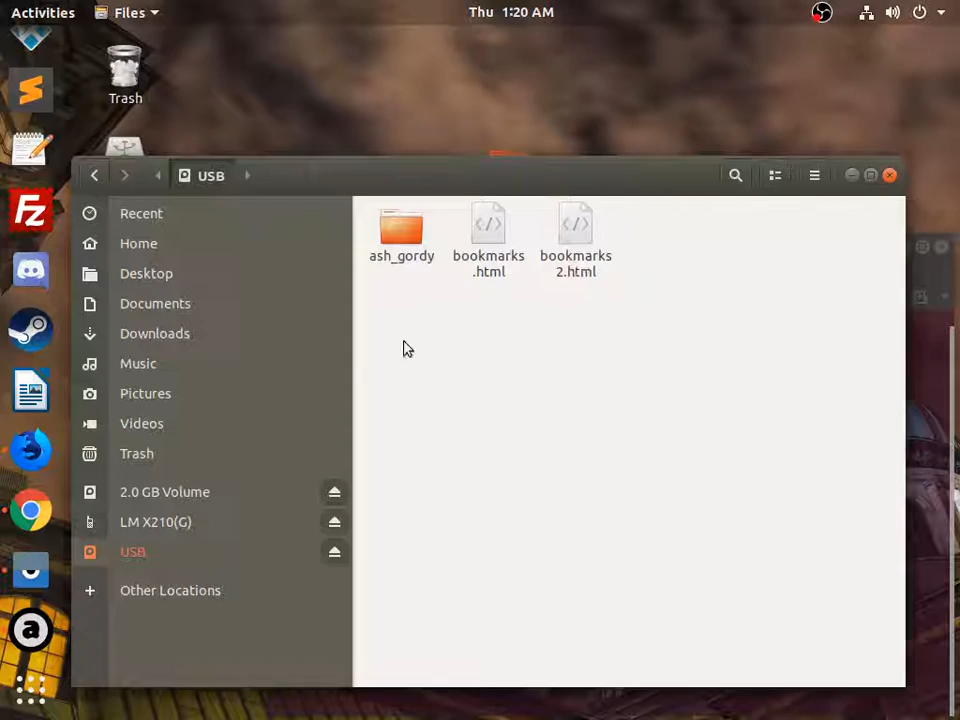 Activities Files Thu 1:20 AM
Trash
USB
Recent
Home
Desktop
Documents
Downloads
Music
Pictures
Videos
Trash
2.0 GB Volume
LM X210(G)
USB
Other Locations
ash_gordy
bookmarks
.html
bookmarks
2.html
Fz
a